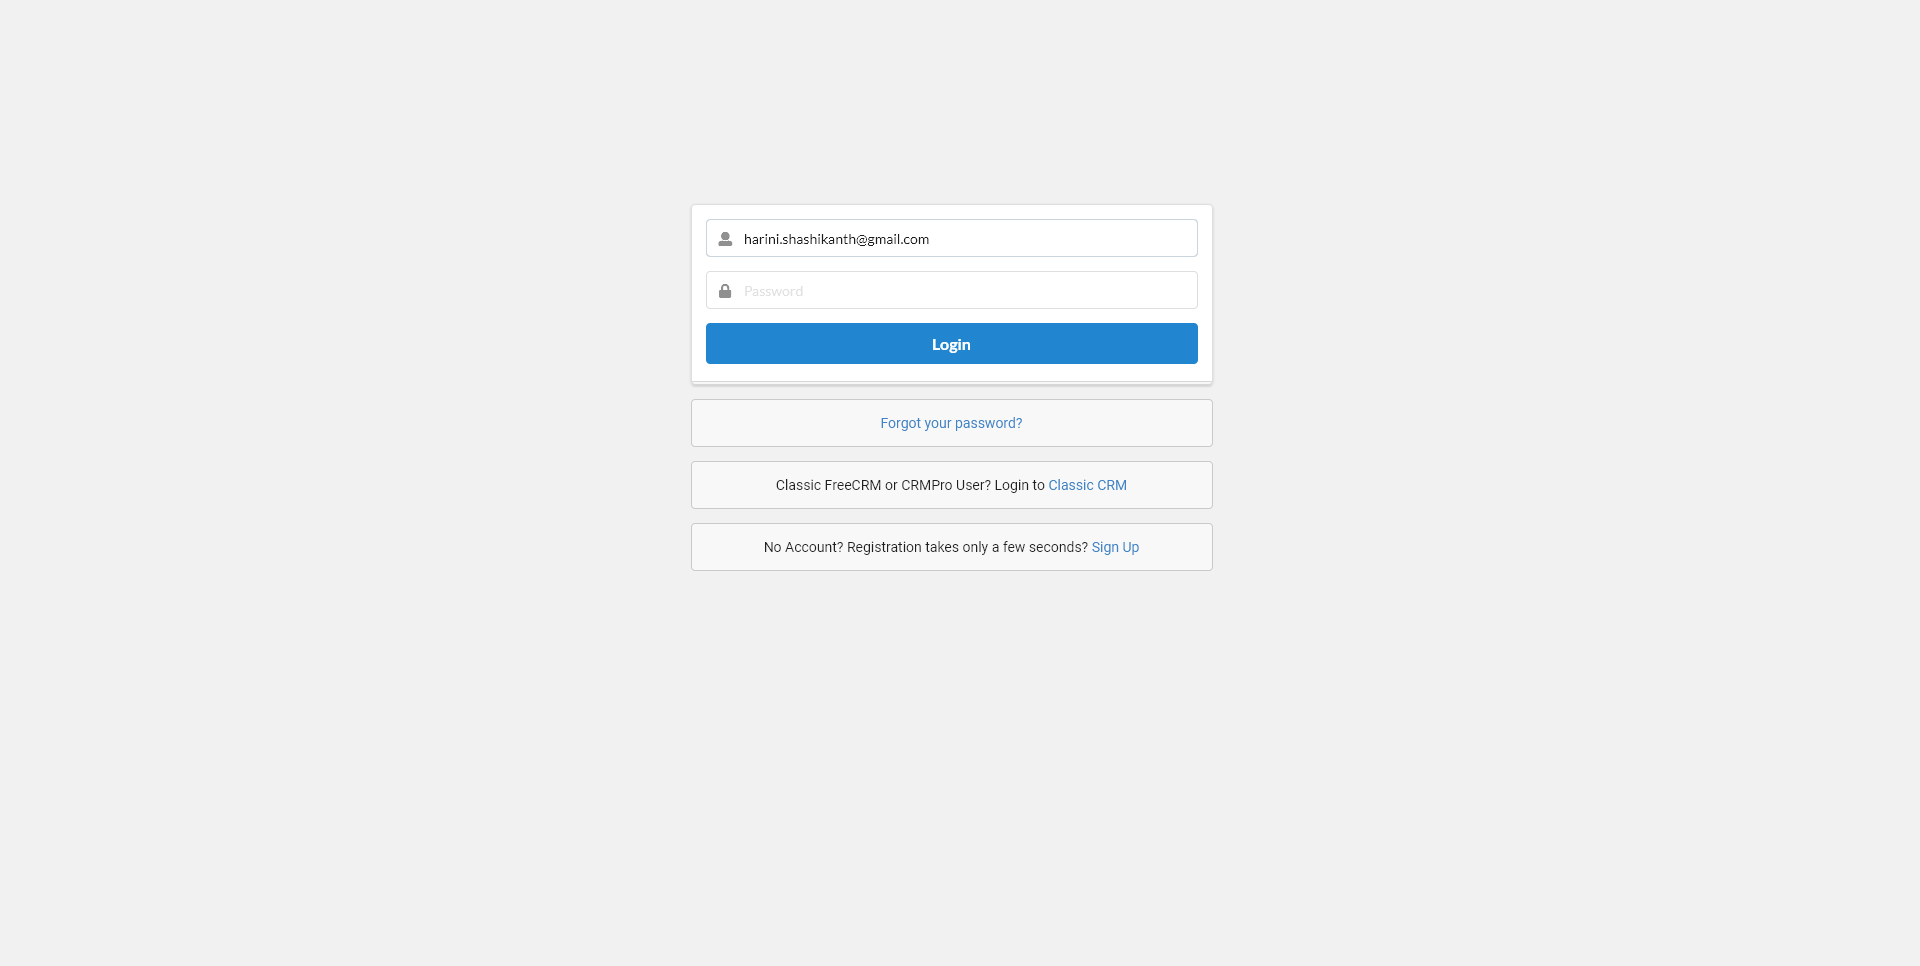 harini.shashikanth@gmail.com
Password
Login
Forgot your password?
Classic FreeCRM or CRMPro User? Login to Classic CRM
No Account? Registration takes only a few seconds? Sign Up